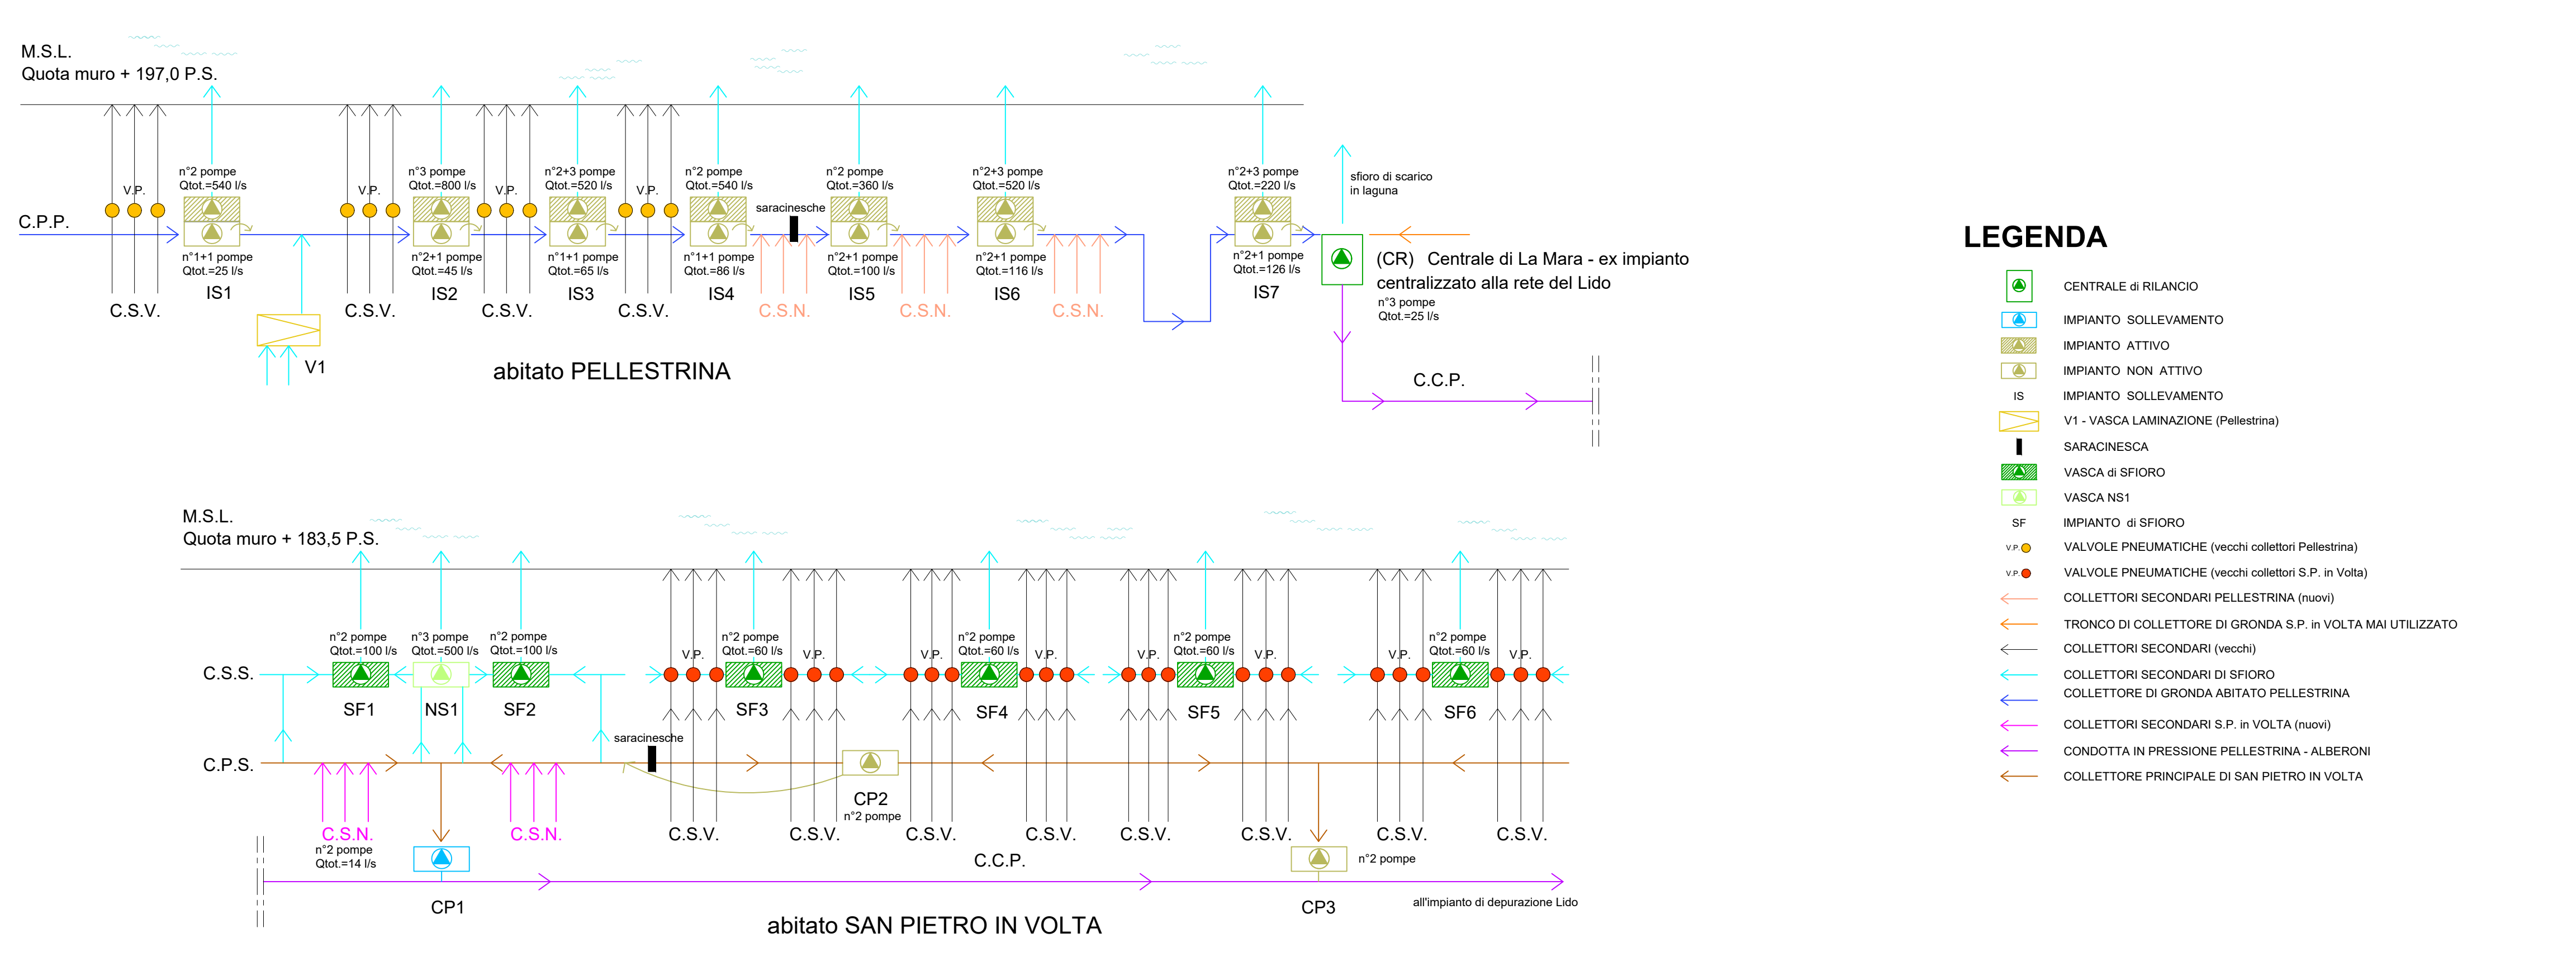 M.S.L.
Quota muro + 197,0 P.S.
n°2 pompe
Qtot.=540 l/s
n°3 pompe
Qtot.=800 l/s
n°2+3 pompe
Qtot.=520 l/s
n°2 pompe
Qtot.=540 l/s
n°2 pompe
Qtot.=360 l/s
n°2+3 pompe
Qtot.=520 l/s
n°2+3 pompe
Qtot.=220 l/s
sfioro di scarico
in laguna
V.P.
V.P.
V.P.
V.P.
saracinesche
C.P.P.
n°1+1 pompe
Qtot.=25 l/s
n°2+1 pompe
Qtot.=45 l/s
n°1+1 pompe
Qtot.=65 l/s
n°1+1 pompe
Qtot.=86 l/s
n°2+1 pompe
Qtot.=100 l/s
n°2+1 pompe
Qtot.=116 l/s
n°2+1 pompe
Qtot.=126 l/s
(CR) Centrale di La Mara - ex impianto
centralizzato alla rete del Lido
n°3 pompe
Qtot.=25 l/s
IS1
IS2
IS3
IS4
IS5
IS6
IS7
C.S.V.
C.S.V.
C.S.V.
C.S.V.
C.S.N.
C.S.N.
C.S.N.
V1
abitato PELLESTRINA
C.C.P.
M.S.L.
Quota muro + 183,5 P.S.
n°2 pompe
Qtot.=100 l/s
n°3 pompe
Qtot.=500 l/s
n°2 pompe
Qtot.=100 l/s
n°2 pompe
Qtot.=60 l/s
n°2 pompe
Qtot.=60 l/s
n°2 pompe
Qtot.=60 l/s
n°2 pompe
Qtot.=60 l/s
V.P.
V.P.
V.P.
V.P.
V.P.
V.P.
V.P.
V.P.
C.S.S.
SF1
NS1
SF2
SF3
SF4
SF5
SF6
saracinesche
C.P.S.
CP2
n°2 pompe
C.S.N.
C.S.N.
C.S.V.
C.S.V.
C.S.V.
C.S.V.
C.S.V.
C.S.V.
C.S.V.
C.S.V.
n°2 pompe
Qtot.=14 l/s
C.C.P.
n°2 pompe
CP1
CP3
all'impianto di depurazione Lido
abitato SAN PIETRO IN VOLTA
LEGENDA
CENTRALE di RILANCIO
IMPIANTO SOLLEVAMENTO
IMPIANTO ATTIVO
IMPIANTO NON ATTIVO
IS IMPIANTO SOLLEVAMENTO
V1 - VASCA LAMINAZIONE (Pellestrina)
SARACINESCA
VASCA di SFIORO
VASCA NS1
SF IMPIANTO di SFIORO
V.P. VALVOLE PNEUMATICHE (vecchi collettori Pellestrina)
V.P. VALVOLE PNEUMATICHE (vecchi collettori S.P. in Volta)
COLLETTORI SECONDARI PELLESTRINA (nuovi)
TRONCO DI COLLETTORE DI GRONDA S.P. in VOLTA MAI UTILIZZATO
COLLETTORI SECONDARI (vecchi)
COLLETTORI SECONDARI DI SFIORO
COLLETTORE DI GRONDA ABITATO PELLESTRINA
COLLETTORI SECONDARI S.P. in VOLTA (nuovi)
CONDOTTA IN PRESSIONE PELLESTRINA - ALBERONI
COLLETTORE PRINCIPALE DI SAN PIETRO IN VOLTA